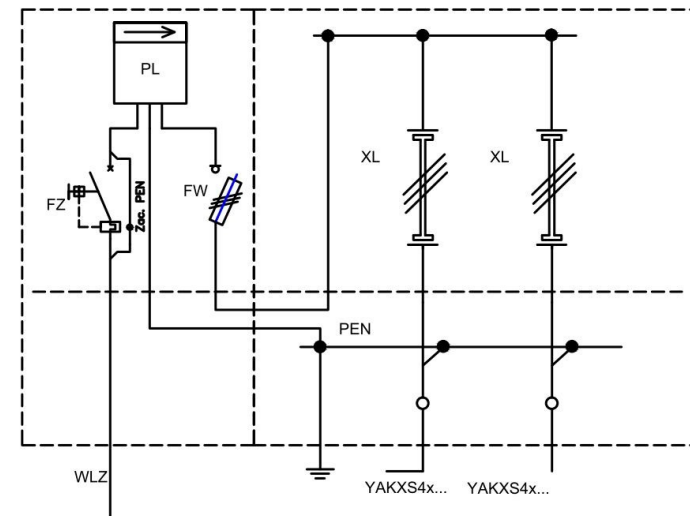 PL
XL
XL
FZ
Zac. PEN
FW
PEN
WLZ
YAKXS4x...
YAKXS4x...